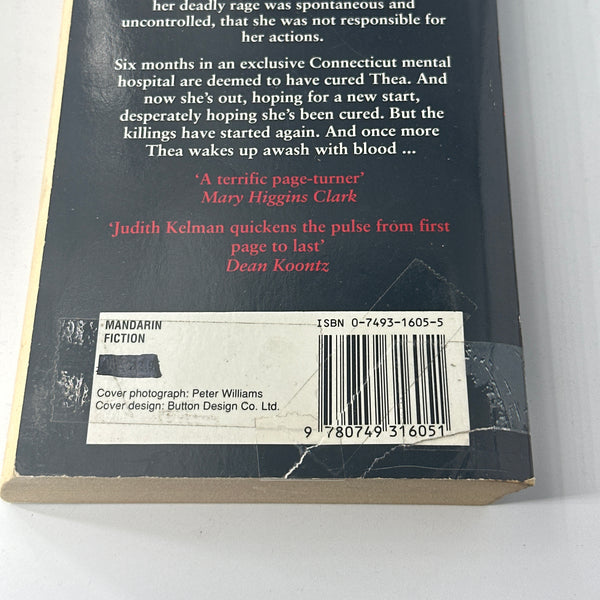 her deadly rage was spontaneous and
uncontrolled, that she was not responsible for
her actions.
Six months in an exclusive Connecticut mental
hospital are deemed to have cured Thea. And
now she's out, hoping for a new start,
desperately hoping she's been cured. But the
killings have started again. And once more
Thea wakes up awash with blood ...
'A terrific page-turner'
Mary Higgins Clark
'Judith Kelman quickens the pulse from first
page to last'
Dean Koontz
MANDARIN
FICTION
Cover photograph: Peter Williams
Cover design: Button Design Co. Ltd.
ISBN 0-7493-1605-5
9 780749 316051